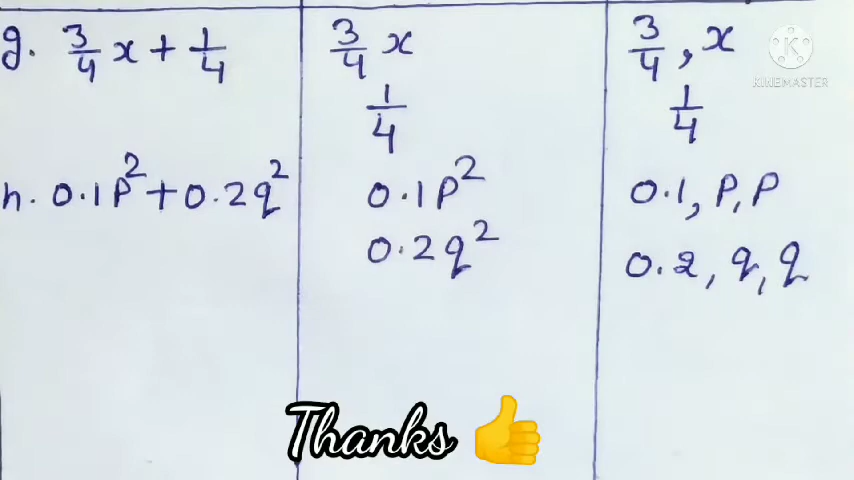 g. 3/4 x + 1/4
3/4 x
3/4, x
K
KINEMASTER
1/4
1/4
h. 0.1p² + 0.2q²
0.1p²
0.1, p, p
0.2q²
0.2, q, q
Thanks 👍